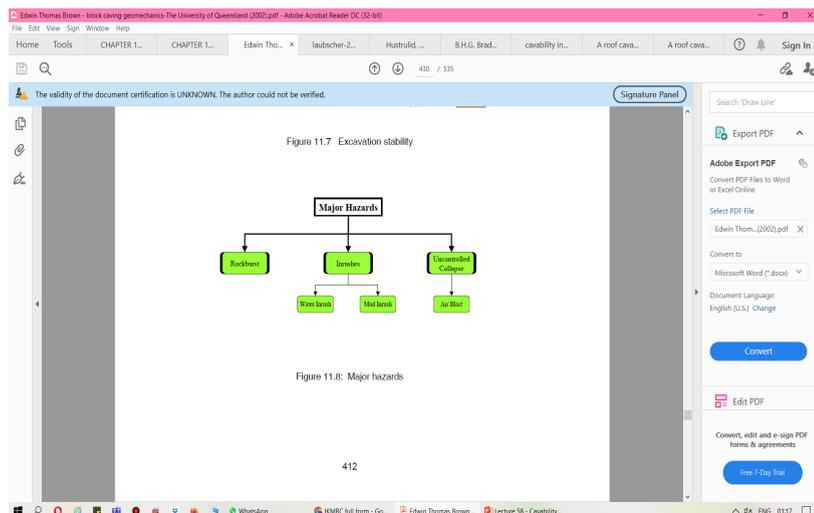 Edwin Thomas Brown - block caving geomechanics-The University of Queensland (2002).pdf - Adobe Acrobat Reader DC (32-bit)
File Edit View Sign Window Help
Home Tools CHAPTER 1... CHAPTER 1... Edwin Tho... × laubscher-2... Hustrulid, ... B.H.G. Brad... cavability in... A roof cava... A roof cava... Sign In
430 / 535
The validity of the document certification is UNKNOWN. The author could not be verified.
Signature Panel
Figure 11.7 Excavation stability
Major Hazards
Rockburst
Inrushes
Uncontrolled
Collapse
Water Inrush
Mud Inrush
Air Blast
Figure 11.8: Major hazards
412
Search 'Draw Line'
Export PDF
Adobe Export PDF
Convert PDF Files to Word
or Excel Online
Select PDF File
Edwin Thom...(2002).pdf X
Convert to
Microsoft Word (*.docx)
Document Language:
English (U.S.) Change
Convert
Edit PDF
Convert, edit and e-sign PDF
forms & agreements
Free 7-Day Trial
WhatsApp
JKMRC full form - Go...
Edwin Thomas Brown...
Lecture 58 - Cavability...
ENG 01:17